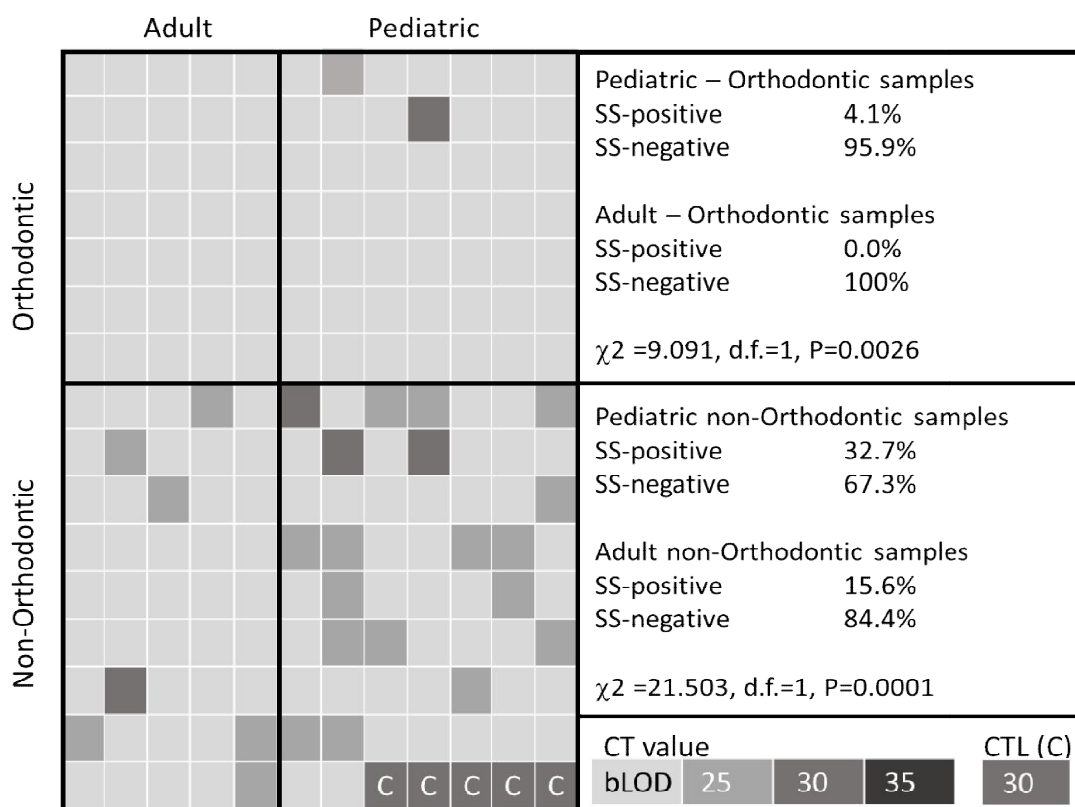 Adult Pediatric
Orthodontic
Pediatric – Orthodontic samples
SS-positive 4.1%
SS-negative 95.9%
Adult – Orthodontic samples
SS-positive 0.0%
SS-negative 100%
χ2 =9.091, d.f.=1, P=0.0026
Non-Orthodontic
Pediatric non-Orthodontic samples
SS-positive 32.7%
SS-negative 67.3%
Adult non-Orthodontic samples
SS-positive 15.6%
SS-negative 84.4%
χ2 =21.503, d.f.=1, P=0.0001
C C C C C
CT value CTL (C)
bLOD 25 30 35 30